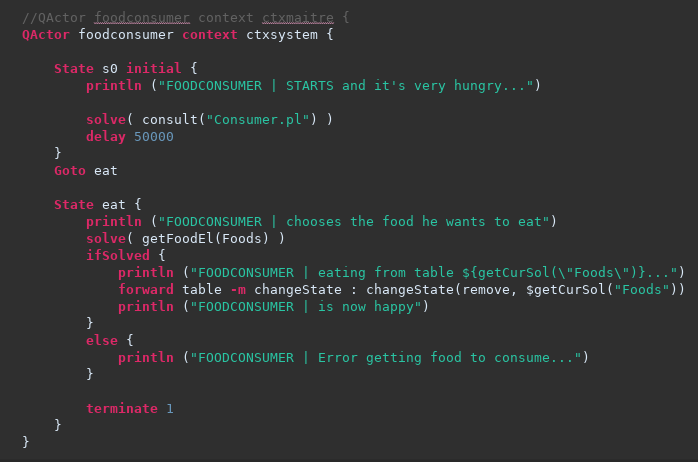 //QActor foodconsumer context ctxmaitre {
QActor foodconsumer context ctxsystem {
State s0 initial {
println ("FOODCONSUMER | STARTS and it's very hungry...")
solve( consult("Consumer.pl") )
delay 50000
}
Goto eat
State eat {
println ("FOODCONSUMER | chooses the food he wants to eat")
solve( getFoodEl(Foods) )
ifSolved {
println ("FOODCONSUMER | eating from table ${getCurSol(\"Foods\")}...")
forward table -m changeState : changeState(remove, $getCurSol("Foods"))
println ("FOODCONSUMER | is now happy")
}
else {
println ("FOODCONSUMER | Error getting food to consume...")
}
terminate 1
}
}